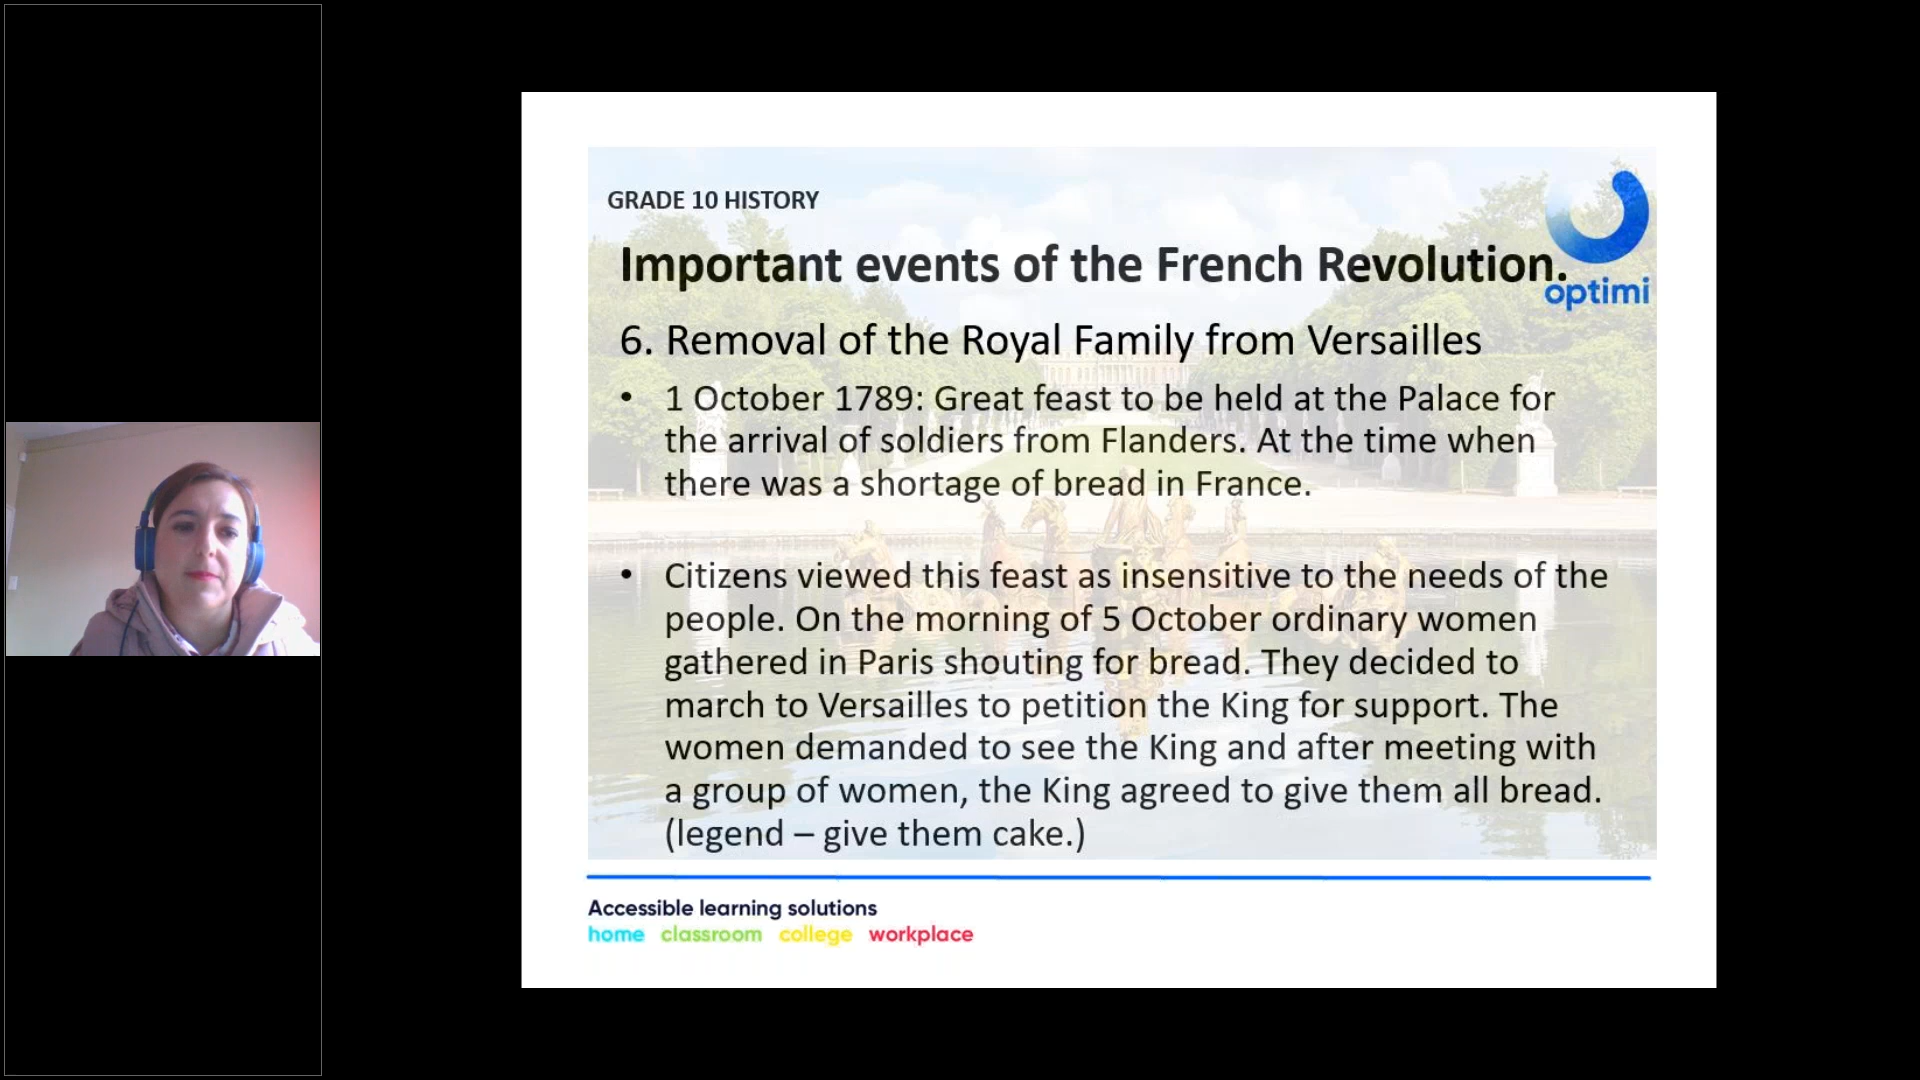 GRADE 10 HISTORY
Important events of the French Revolution.
optimi
6. Removal of the Royal Family from Versailles
• 1 October 1789: Great feast to be held at the Palace for
the arrival of soldiers from Flanders. At the time when
there was a shortage of bread in France.
• Citizens viewed this feast as insensitive to the needs of the
people. On the morning of 5 October ordinary women
gathered in Paris shouting for bread. They decided to
march to Versailles to petition the King for support. The
women demanded to see the King and after meeting with
a group of women, the King agreed to give them all bread.
(legend – give them cake.)
Accessible learning solutions
home classroom college workplace